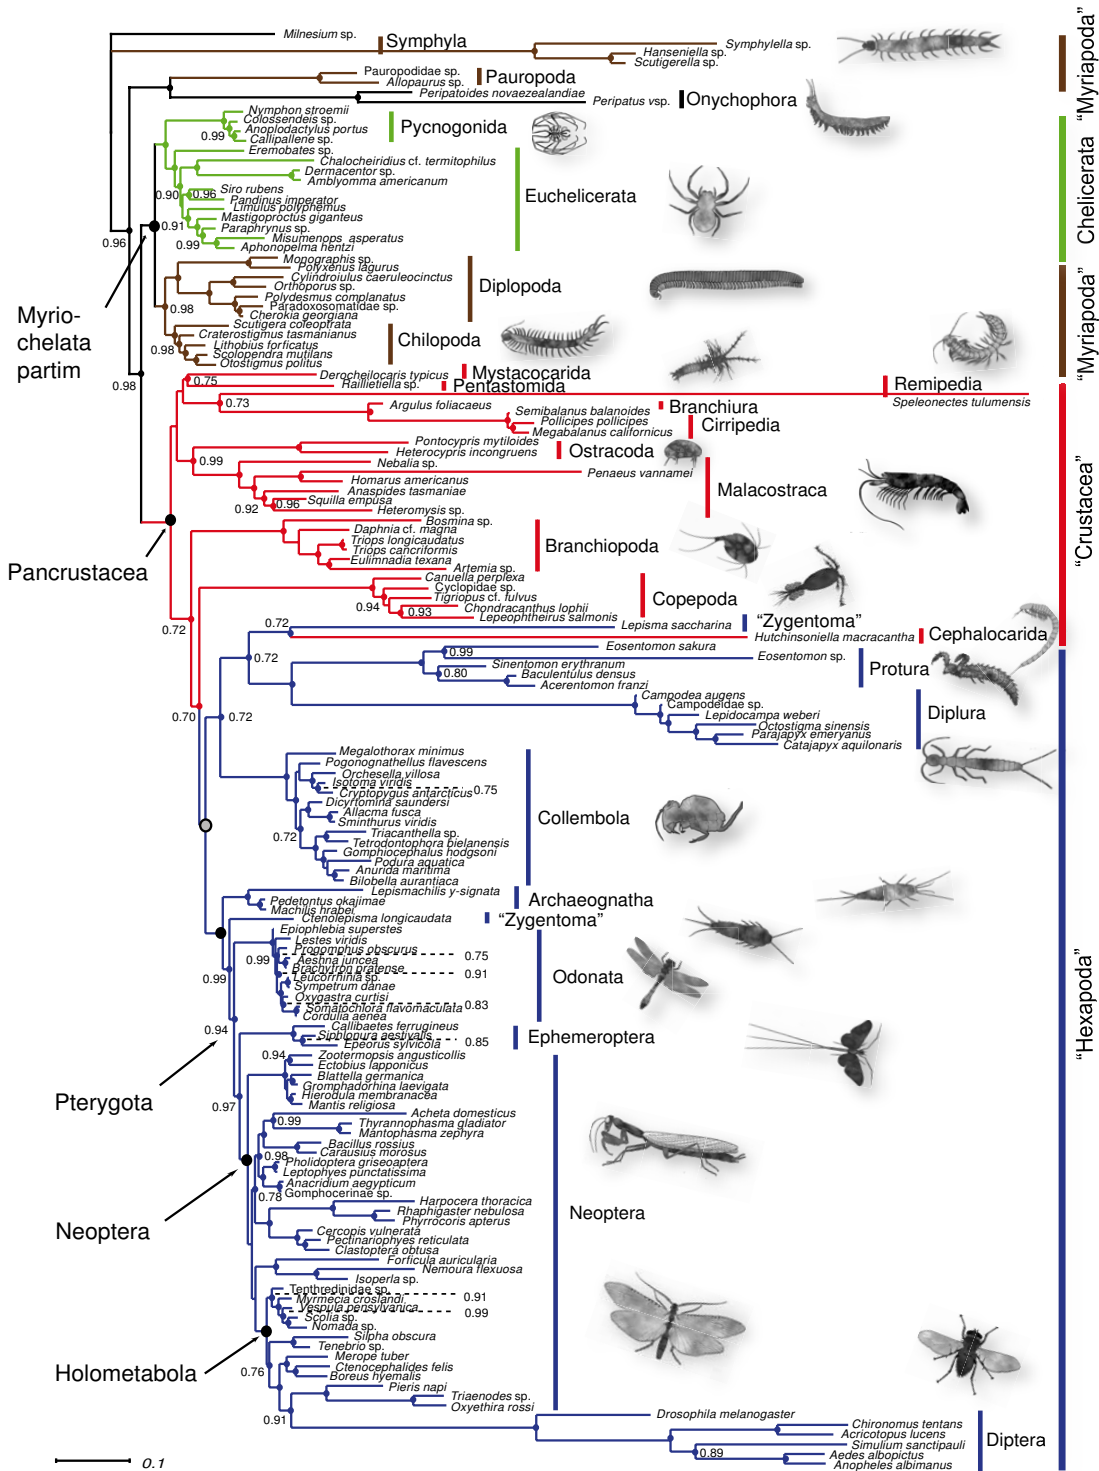 Milnesium sp.
Symphyla
Symphylella sp.
Hanseniella sp.
Scutigerella sp.
"Myriapoda"
Pauropodidae sp.
Allopaurus sp.
Pauropoda
Peripatoides novaezealandiae
Peripatus vsp.
Onychophora
Nymphon stroemii
Colossendeis sp.
Anoplodactylus portus
0.99
Callipallene sp.
Pycnogonida
Eremobates sp.
Chalocheiridius cf. termitophilus
Dermacentor sp.
Amblyomma americanum
Siro rubens
0.90
0.96
Pandinus imperator
Limulus polyphemus
Mastigoproctus giganteus
0.91
Paraphrynus sp.
Misumenops asperatus
0.99
Aphonopelma hentzi
Euchelicerata
Chelicerata
0.96
Monographis sp.
Polyxenus lagurus
Cylindroiulus caeruleocinctus
Orthoporus sp.
Polydesmus complanatus
Paradoxosomatidae sp.
0.98
Cherokia georgiana
Diplopoda
Myrio-
chelata
partim
Scutigera coleoptrata
Craterostigmus tasmanianus
Lithobius forficatus
0.98
Scolopendra mutilans
Otostigmus politus
Chilopoda
"Myriapoda"
0.98
Derocheilocaris typicus
Mystacocarida
0.75
Raillietiella sp.
Pentastomida
Remipedia
Speleonectes tulumensis
0.73
Argulus foliacaeus
Branchiura
Semibalanus balanoides
Pollicipes pollicipes
Megabalanus californicus
Cirripedia
Pontocypris mytiloides
Heterocypris incongruens
Ostracoda
0.99
Nebalia sp.
Penaeus vannamei
Homarus americanus
Anaspides tasmaniae
Squilla empusa
0.92
0.96
Heteromysis sp.
Malacostraca
"Crustacea"
Pancrustacea
Bosmina sp.
Daphnia cf. magna
Triops longicaudatus
Triops cancriformis
Eulimnadia texana
Artemia sp.
Branchiopoda
Canuella perplexa
Cyclopidae sp.
Tigriopus cf. fulvus
0.94
Chondracanthus lophii
0.93
Lepeophtheirus salmonis
Copepoda
0.72
0.72
Lepisma saccharina
"Zygentoma"
Hutchinsoniella macracantha
Cephalocarida
0.72
Eosentomon sakura
0.99
Eosentomon sp.
Sinentomon erythranum
0.80
Baculentulus densus
Acerentomon franzi
Protura
Campodea augens
Campodeidae sp.
Lepidocampa weberi
Octostigma sinensis
Parajapyx emeryanus
Catajapyx aquilonaris
Diplura
0.70
0.72
Megalothorax minimus
Pogonognathellus flavescens
Orchesella villosa
Isotoma viridis
0.75
Cryptopygus antarcticus
Dicyrtomina saundersi
Allacma fusca
Sminthurus viridis
0.72
Triacanthella sp.
Tetrodontophora bielanensis
Gomphiocephalus hodgsoni
Podura aquatica
Anurida maritima
Bilobella aurantiaca
Collembola
Lepismachilis y-signata
Pedetontus okajimae
Machilis hrabei
Archaeognatha
Ctenolepisma longicaudata
"Zygentoma"
0.99
Epiophlebia superstes
Lestes viridis
Progomphus obscurus
0.99
0.75
Aeshna juncea
Brachytron pratense
0.91
Leucorrhinia sp.
Sympetrum danae
Oxygastra curtisi
0.83
Somatochlora flavomaculata
Cordulia aenea
Odonata
0.94
Callibaetes ferrugineus
Siphlonura aestivalis
0.85
Epeorus sylvicola
Ephemeroptera
"Hexapoda"
Pterygota
0.97
0.94
Zootermopsis angusticollis
Ectobius lapponicus
Blattella germanica
Gromphadorhina laevigata
Hierodula membranacea
Mantis religiosa
Acheta domesticus
0.99
Thyrannophasma gladiator
Mantophasma zephyra
Bacillus rossius
Carausius morosus
0.98
Pholidoptera griseoaptera
Leptophyes punctatissima
Anacridium aegypticum
0.78
Gomphocerinae sp.
Neoptera
Harpocera thoracica
Rhaphigaster nebulosa
Phyrrocoris apterus
Neoptera
Cercopis vulnerata
Pectinariophyes reticulata
Clastoptera obtusa
Forficula auricularia
Nemoura flexuosa
Isoperla sp.
Tenthredinidae sp.
0.91
Myrmecia croslandi
Vespula pensylvanica
0.99
Scolia sp.
Nomada sp.
Holometabola
Silpha obscura
Tenebrio sp.
0.76
Merope tuber
Ctenocephalides felis
Boreus hyemalis
Pieris napi
Triaenodes sp.
Oxyethira rossi
0.91
Drosophila melanogaster
Chironomus tentans
Acricotopus lucens
Simulium sanctipauli
0.89
Aedes albopictus
Anopheles albimanus
Diptera
0.1